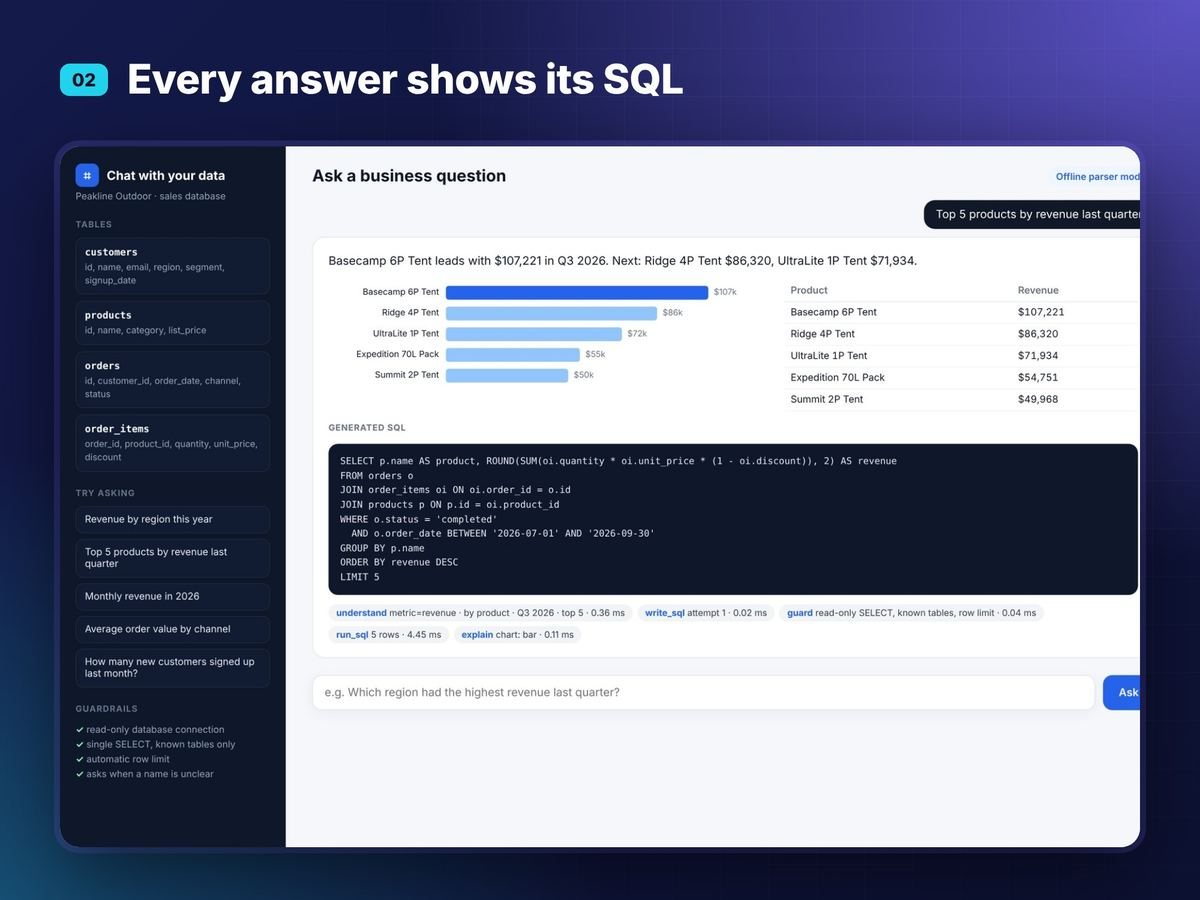 02 Every answer shows its SQL
# Chat with your data
Peakline Outdoor · sales database
TABLES
customers
id, name, email, region, segment,
signup_date
products
id, name, category, list_price
orders
id, customer_id, order_date, channel,
status
order_items
order_id, product_id, quantity, unit_price,
discount
TRY ASKING
Revenue by region this year
Top 5 products by revenue last
quarter
Monthly revenue in 2026
Average order value by channel
How many new customers signed up
last month?
GUARDRAILS
✓ read-only database connection
✓ single SELECT, known tables only
✓ automatic row limit
✓ asks when a name is unclear
Ask a business question
Offline parser mod
Top 5 products by revenue last quarter
Basecamp 6P Tent leads with $107,221 in Q3 2026. Next: Ridge 4P Tent $86,320, UltraLite 1P Tent $71,934.
Basecamp 6P Tent $107k
Ridge 4P Tent $86k
UltraLite 1P Tent $72k
Expedition 70L Pack $55k
Summit 2P Tent $50k
Product Revenue
Basecamp 6P Tent $107,221
Ridge 4P Tent $86,320
UltraLite 1P Tent $71,934
Expedition 70L Pack $54,751
Summit 2P Tent $49,968
GENERATED SQL
SELECT p.name AS product, ROUND(SUM(oi.quantity * oi.unit_price * (1 - oi.discount)), 2) AS revenue
FROM orders o
JOIN order_items oi ON oi.order_id = o.id
JOIN products p ON p.id = oi.product_id
WHERE o.status = 'completed'
  AND o.order_date BETWEEN '2026-07-01' AND '2026-09-30'
GROUP BY p.name
ORDER BY revenue DESC
LIMIT 5
understand metric=revenue · by product · Q3 2026 · top 5 · 0.36 ms write_sql attempt 1 · 0.02 ms guard read-only SELECT, known tables, row limit · 0.04 ms
run_sql 5 rows · 4.45 ms explain chart: bar · 0.11 ms
e.g. Which region had the highest revenue last quarter?
Ask